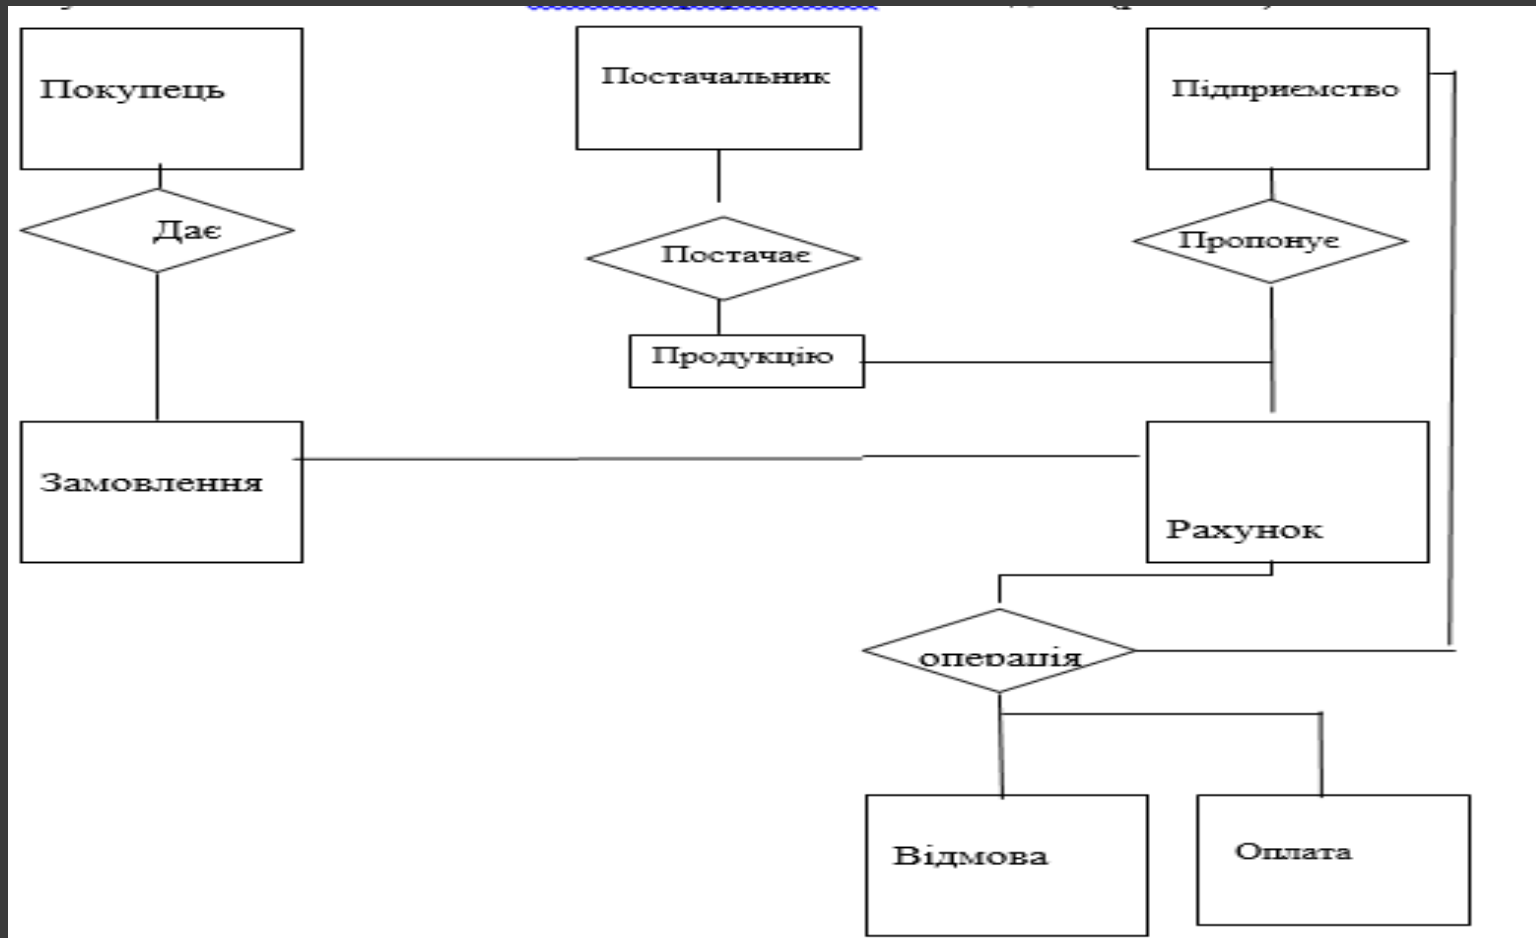 Покупець
Постачальник
Підприємство
Дає
Постачає
Пропонує
Продукцію
Замовлення
Рахунок
операція
Відмова
Оплата